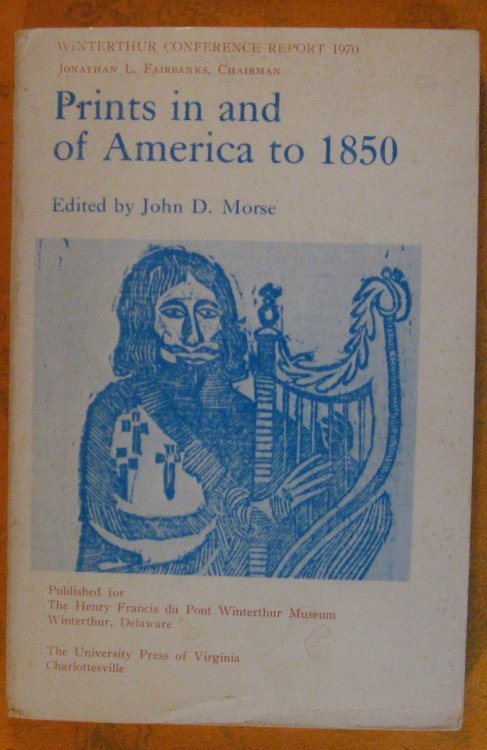 WINTERTHUR CONFERENCE REPORT 1970
JONATHAN L. FAIRBANKS, CHAIRMAN
Prints in and
of America to 1850
Edited by John D. Morse
Published for
The Henry Francis du Pont Winterthur Museum
Winterthur, Delaware
The University Press of Virginia
Charlottesville